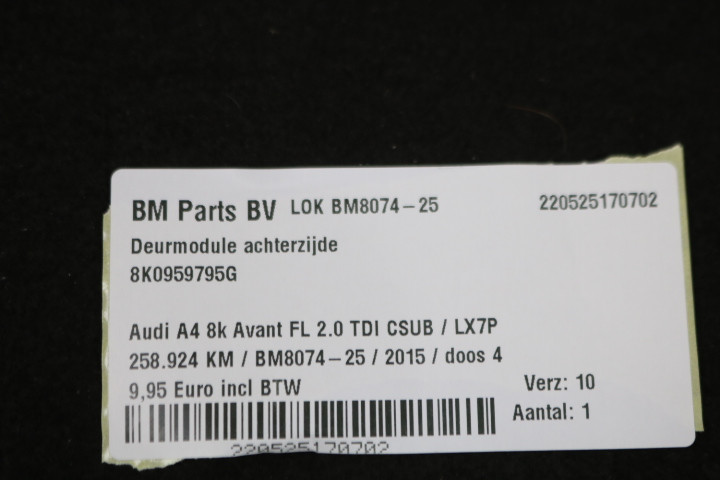 BM Parts BV LOK BM8074-25 220525170702
Deurmodule achterzijde
8K0959795G
Audi A4 8k Avant FL 2.0 TDI CSUB / LX7P
258.924 KM / BM8074-25 / 2015 / doos 4
9,95 Euro incl BTW Verz: 10
Aantal: 1
220525170702